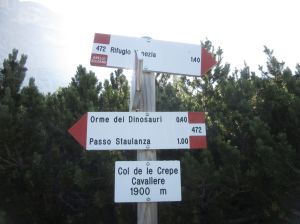 472 Rifugio Venezia 1.40
Orme dei Dinosauri 0.40
472
Passo Staulanza 1.00
Col de le Crepe
Cavaliere
1900 m